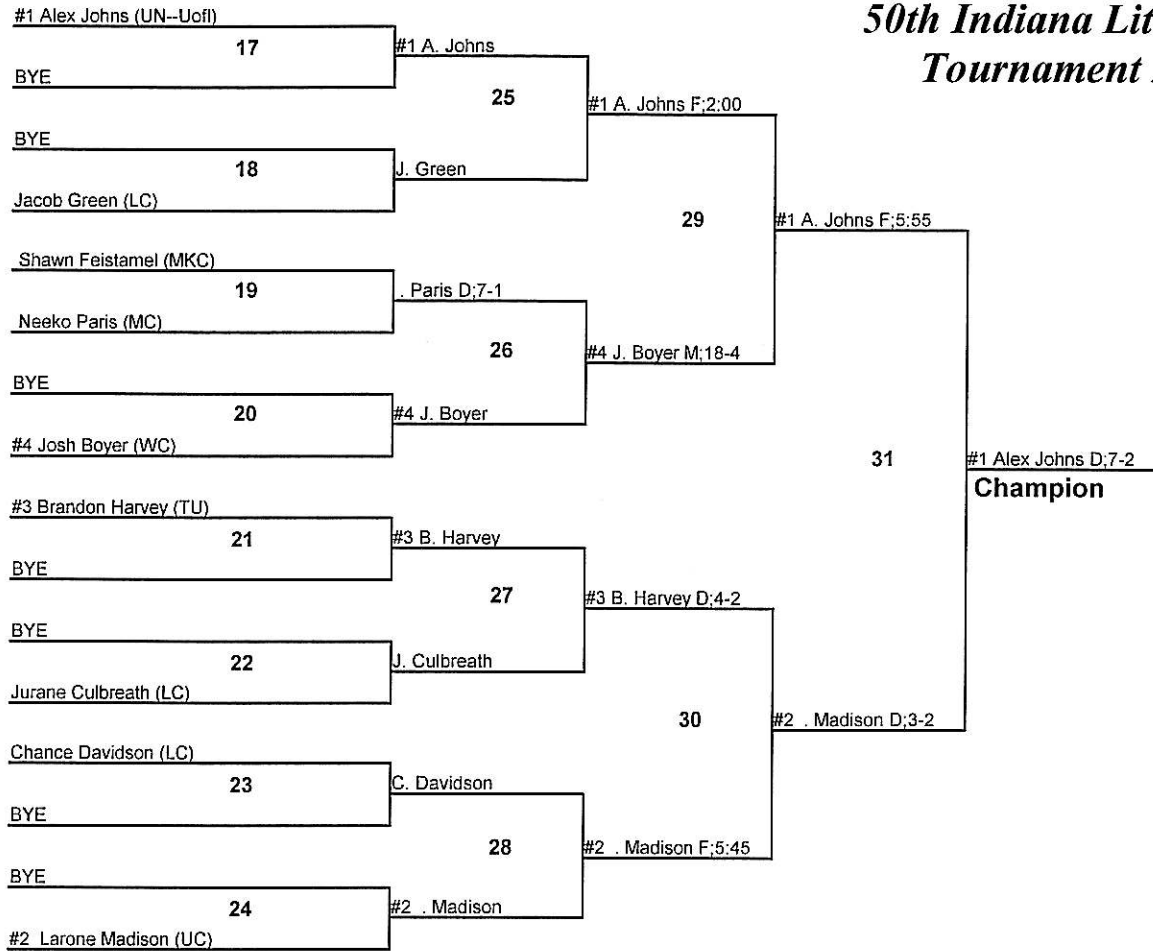 #1 Alex Johns (UN--Uofl)
50th Indiana Lit
Tournament
17
#1 A. Johns
BYE
25
#1 A. Johns F;2:00
BYE
18
J. Green
Jacob Green (LC)
29
#1 A. Johns F;5:55
Shawn Feistamel (MKC)
19
. Paris D;7-1
Neeko Paris (MC)
26
#4 J. Boyer M;18-4
BYE
20
#4 J. Boyer
#4 Josh Boyer (WC)
31
#1 Alex Johns D;7-2
Champion
#3 Brandon Harvey (TU)
21
#3 B. Harvey
BYE
27
#3 B. Harvey D;4-2
BYE
22
J. Culbreath
Jurane Culbreath (LC)
30
#2 . Madison D;3-2
Chance Davidson (LC)
23
C. Davidson
BYE
28
#2 . Madison F;5:45
BYE
24
#2 . Madison
#2 Larone Madison (UC)